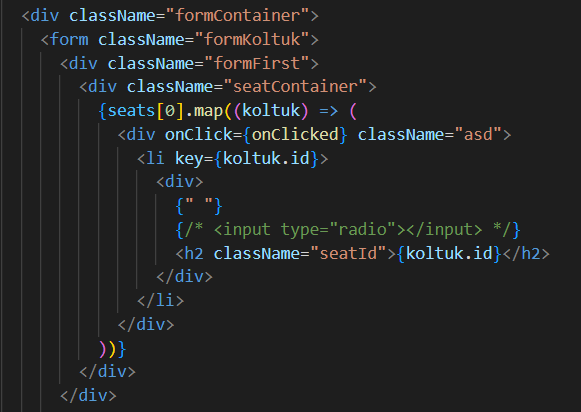 <div className="formContainer">
<form className="formKoltuk">
<div className="formFirst">
<div className="seatContainer">
{seats[0].map((koltuk) => (
<div onClick={onClicked} className="asd">
<li key={koltuk.id}>
<div>
{" "}
{/* <input type="radio"></input> */}
<h2 className="seatId">{koltuk.id}</h2>
</div>
</li>
</div>
))}
</div>
</div>